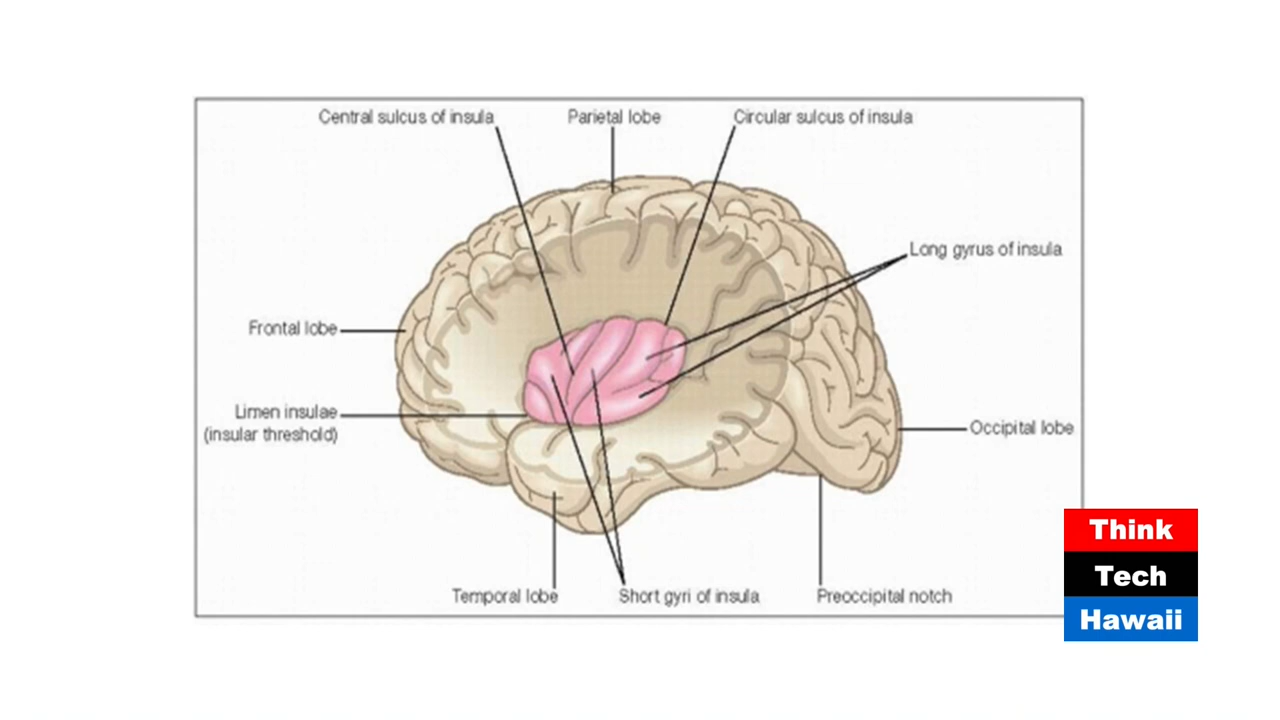 Central sulcus of insula
Parietal lobe
Circular sulcus of insula
Long gyrus of insula
Frontal lobe
Limen insulae
(insular threshold)
Occipital lobe
Temporal lobe
Short gyri of insula
Preoccipital notch
Think
Tech
Hawaii